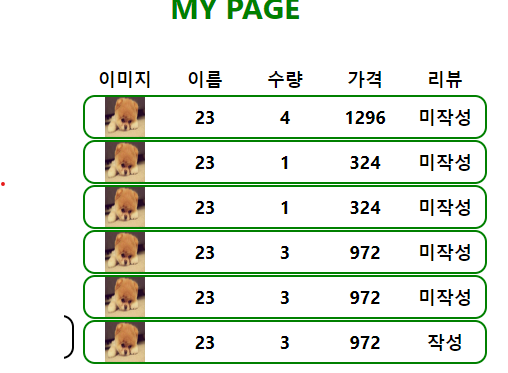 MY PAGE
이미지 이름 수량 가격 리뷰
23 4 1296 미작성
23 1 324 미작성
23 1 324 미작성
23 3 972 미작성
23 3 972 미작성
23 3 972 작성